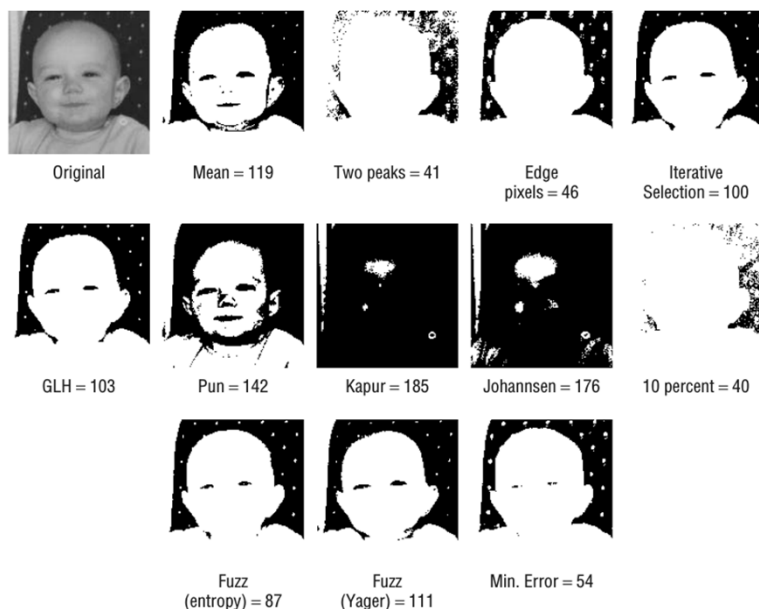 Original
Mean = 119
Two peaks = 41
Edge
pixels = 46
Iterative
Selection = 100
GLH = 103
Pun = 142
Kapur = 185
Johannsen = 176
10 percent = 40
Fuzz
(entropy) = 87
Fuzz
(Yager) = 111
Min. Error = 54